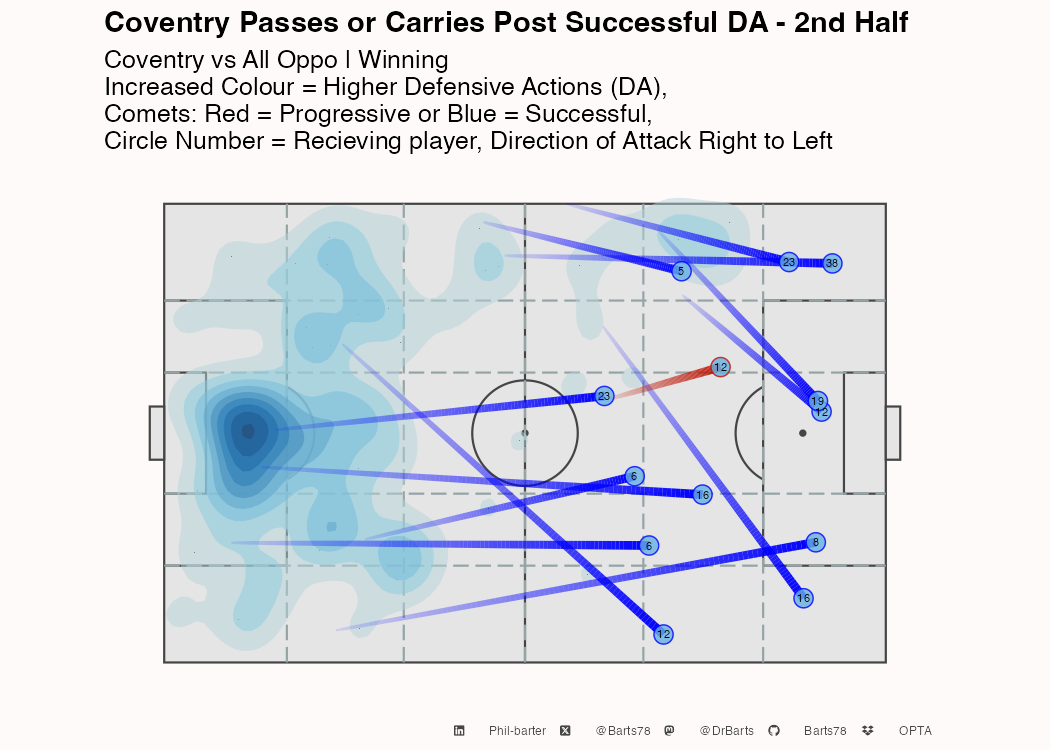 Coventry Passes or Carries Post Successful DA - 2nd Half
Coventry vs All Oppo | Winning
Increased Colour = Higher Defensive Actions (DA),
Comets: Red = Progressive or Blue = Successful,
Circle Number = Recieving player, Direction of Attack Right to Left
23
38
5
12
23
19
12
6
16
6
8
16
12
Phil-barter @Barts78 @DrBarts Barts78 OPTA